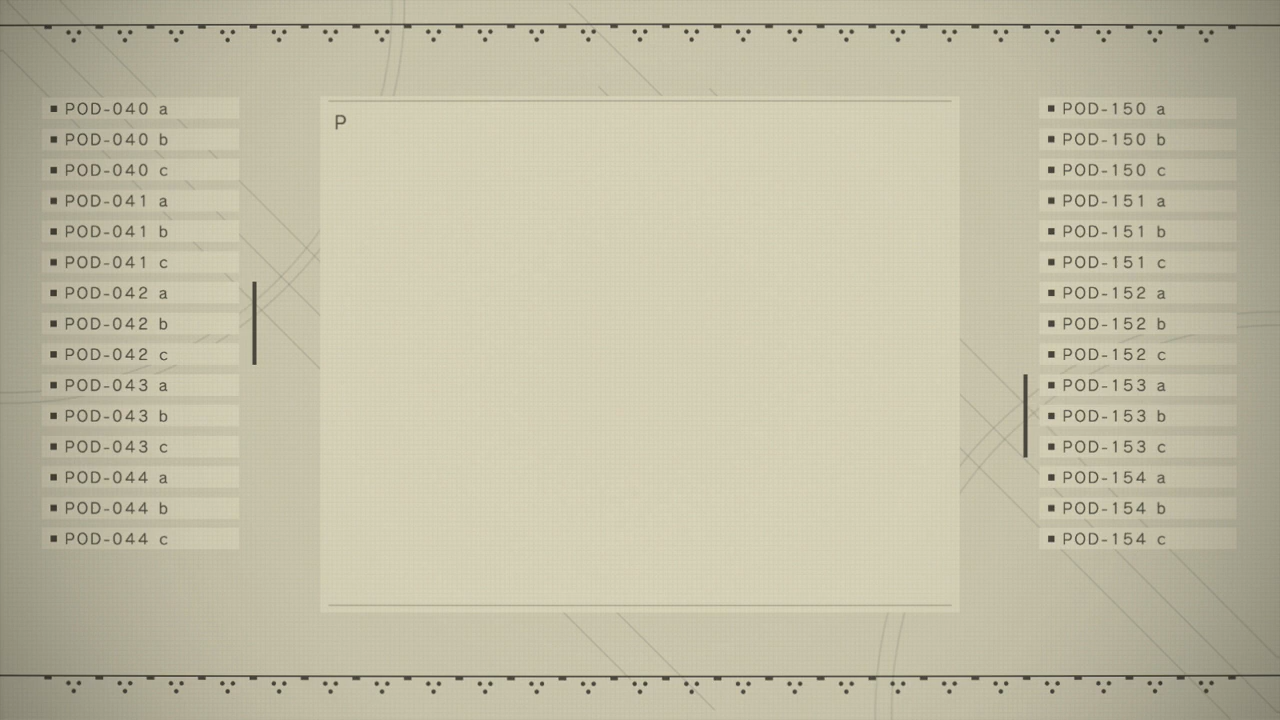 POD-040 a
POD-040 b
POD-040 c
POD-041 a
POD-041 b
POD-041 c
POD-042 a
POD-042 b
POD-042 c
POD-043 a
POD-043 b
POD-043 c
POD-044 a
POD-044 b
POD-044 c
P
POD-150 a
POD-150 b
POD-150 c
POD-151 a
POD-151 b
POD-151 c
POD-152 a
POD-152 b
POD-152 c
POD-153 a
POD-153 b
POD-153 c
POD-154 a
POD-154 b
POD-154 c